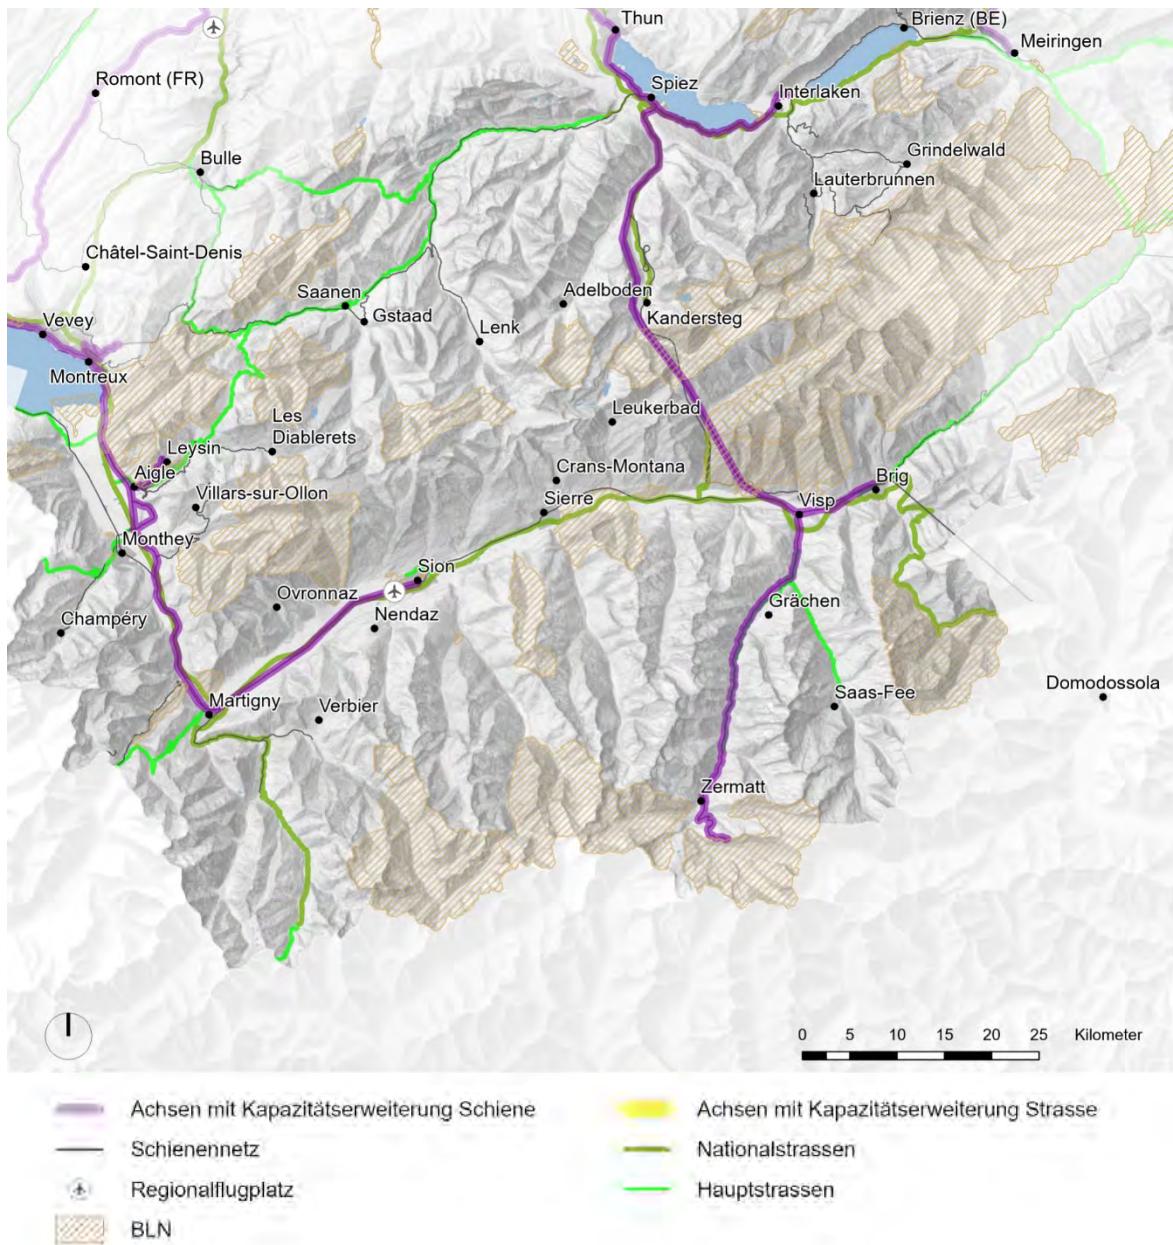 Thun
Brienz (BE)
Meiringen
Romont (FR)
Spiez
Interlaken
Bulle
Grindelwald
Lauterbrunnen
Châtel-Saint-Denis
Saanen
Adelboden
Gstaad
Kandersteg
Vevey
Lenk
Montreux
Les
Diablerets
Leukerbad
Leysin
Aigle
Crans-Montana
Villars-sur-Ollon
Sierre
Brig
Visp
Monthey
Sion
Ovronnaz
Grächen
Champéry
Nendaz
Martigny
Verbier
Saas-Fee
Domodossola
Zermatt
0 5 10 15 20 25 Kilometer
Achsen mit Kapazitätserweiterung Schiene
Achsen mit Kapazitätserweiterung Strasse
Schienennetz
Nationalstrassen
Regionalflugplatz
Hauptstrassen
BLN